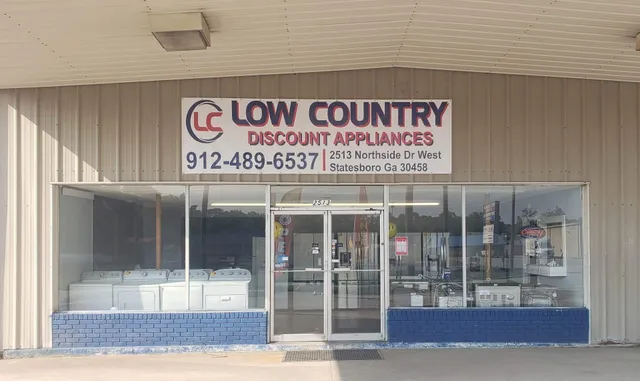 LC LOW COUNTRY
DISCOUNT APPLIANCES
912-489-6537
2513 Northside Dr West
Statesboro Ga 30458
2513